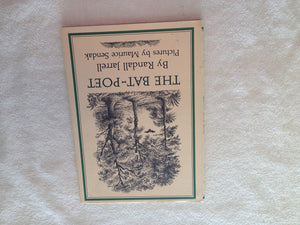 THE BAT-POET
By Randall Jarrell
Pictures by Maurice Sendak